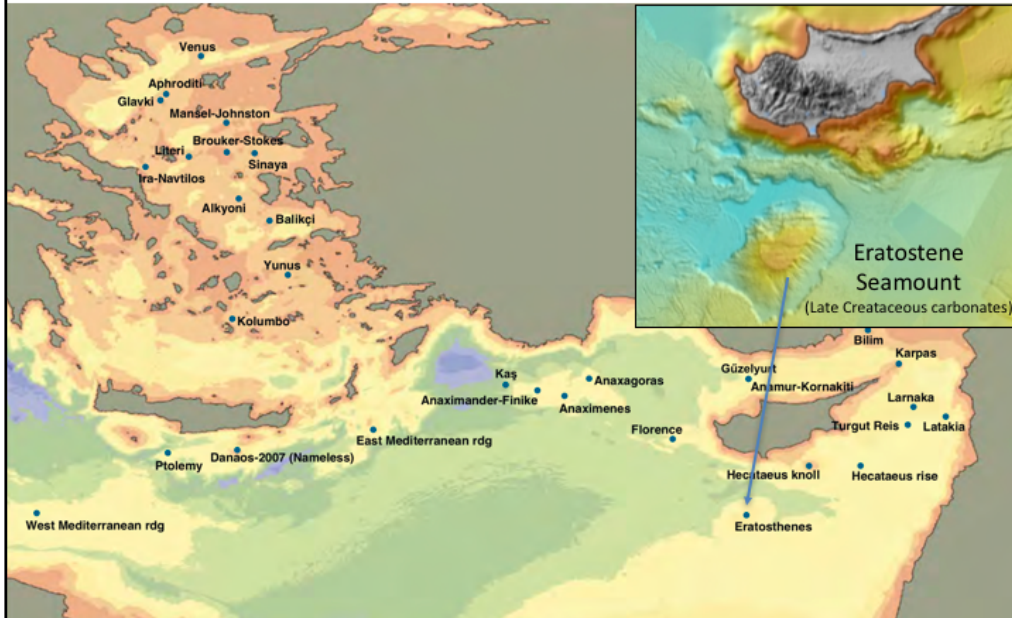 Venus
Aphroditi
Glavki
Mansel-Johnston
Brouker-Stokes
Literi
Sinaya
Ira-Navtilos
Alkyoni
Balikçi
Yunus
Kolumbo
Eratostene
Seamount
(Late Creataceous carbonates)
Bilim
Karpas
Kaş
Anaxagoras
Güzelyurt
Anamur-Kornakiti
Anaximander-Finike
Anaximenes
Larnaka
Turgut Reis
Latakia
East Mediterranean rdg
Florence
Ptolemy
Danaos-2007 (Nameless)
Hecataeus knoll
Hecataeus rise
West Mediterranean rdg
Eratosthenes